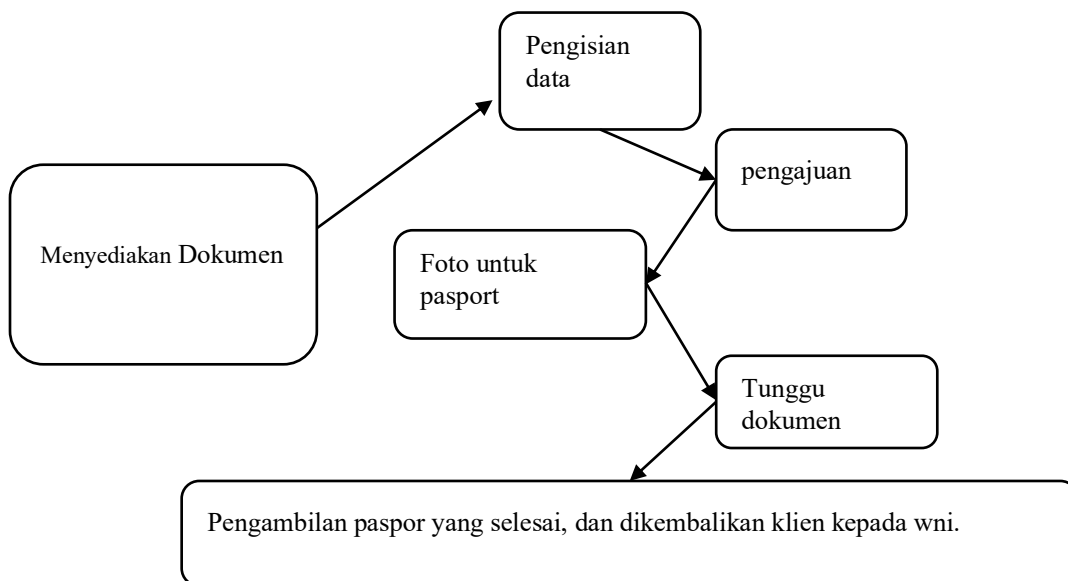 Pengisian
data
pengajuan
Menyediakan Dokumen
Foto untuk
pasport
Tunggu
dokumen
Pengambilan paspor yang selesai, dan dikembalikan klien kepada wni.